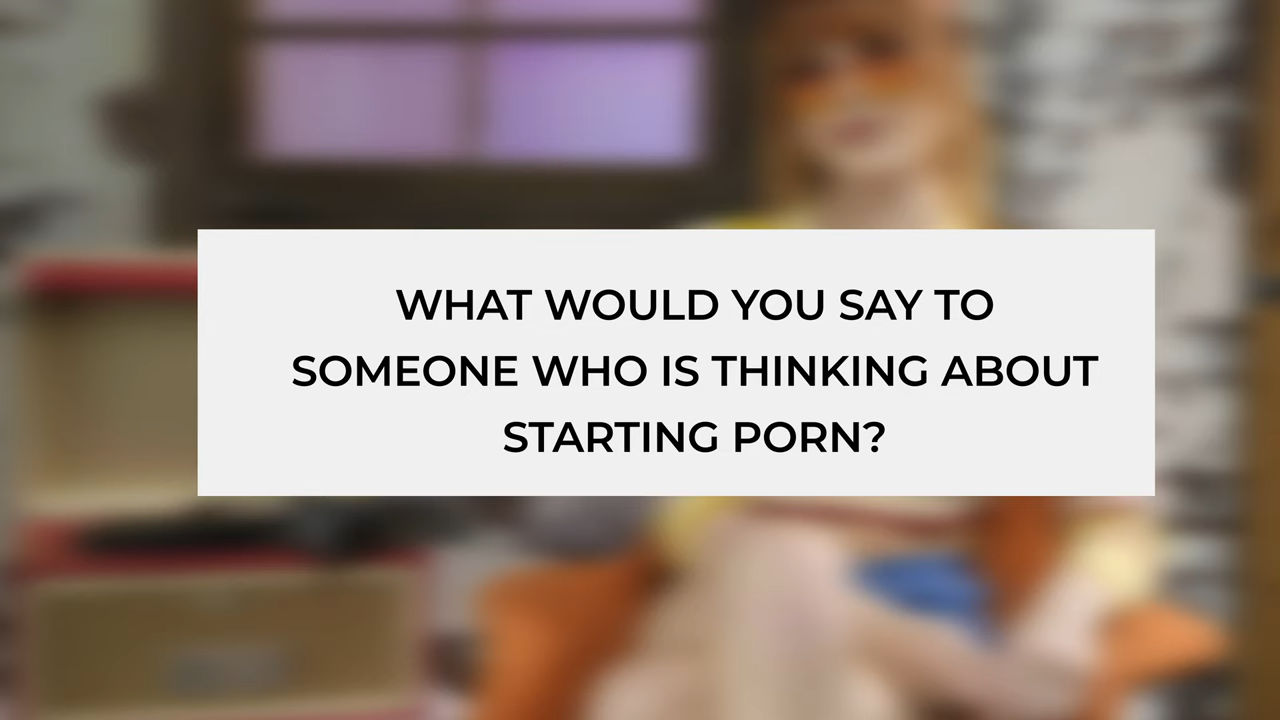 WHAT WOULD YOU SAY TO
SOMEONE WHO IS THINKING ABOUT
STARTING PORN?